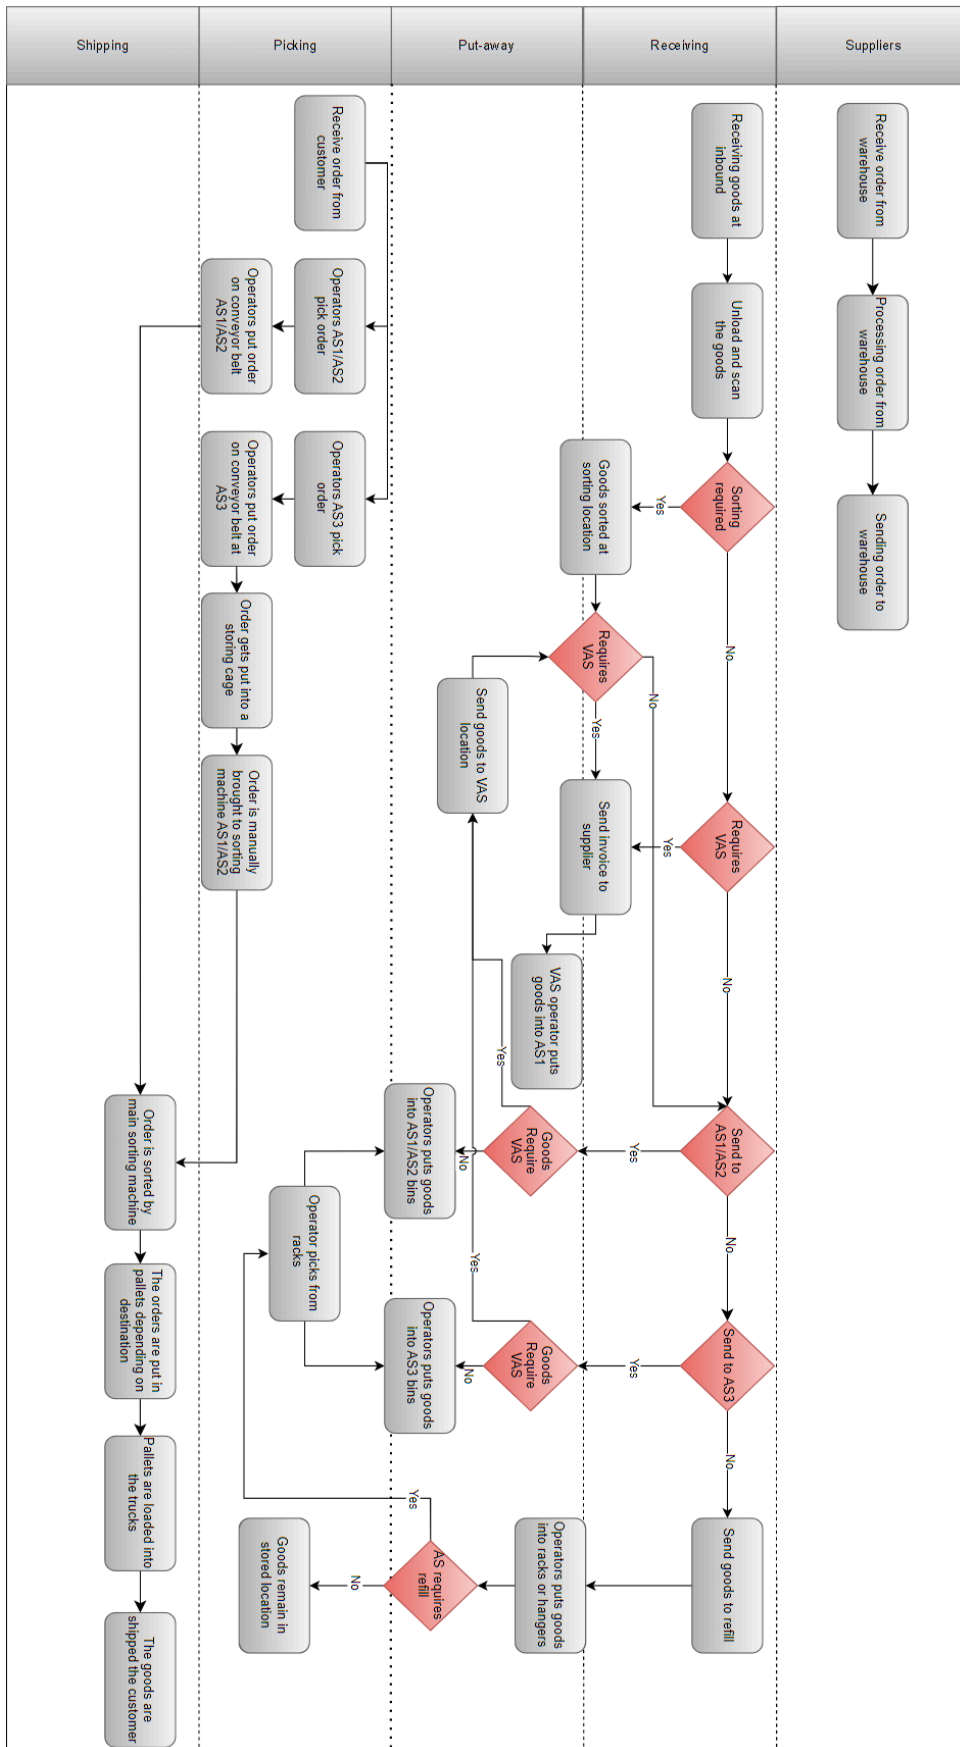 Suppliers
Receive order from
warehouse
Processing order from
warehouse
Sending order to
warehouse
Receiving
Receiving goods at
inbound
Unload and scan
the goods
Sorting
required
Yes
No
Goods sorted at
sorting location
Requires
VAS
No
Yes
Requires
VAS
Yes
No
Send invoice to
supplier
Send to
AS1/AS2
Yes
No
Send to AS3
Yes
No
Send goods to refill
Put-away
Send goods to VAS
location
VAS operator puts
goods into AS1
Yes
Goods
Require
VAS
No
Operators puts goods
into AS1/AS2 bins
Yes
Goods
Require
VAS
No
Operators puts goods
into AS3 bins
Operators puts goods
into racks or hangers
AS requires
refill
Yes
No
Picking
Receive order from
customer
Operators AS1/AS2
pick order
Operators put order
on conveyor belt
AS1/AS2
Operators AS3 pick
order
Operators put order
on conveyor belt at
AS3
Order gets put into a
storing cage
Order is manually
brought to sorting
machine AS1/AS2
Operator picks from
racks
Goods remain in
stored location
Shipping
Order is sorted by
main sorting machine
The orders are put in
pallets depending on
destination
Pallets are loaded into
the trucks
The goods are
shipped the customer